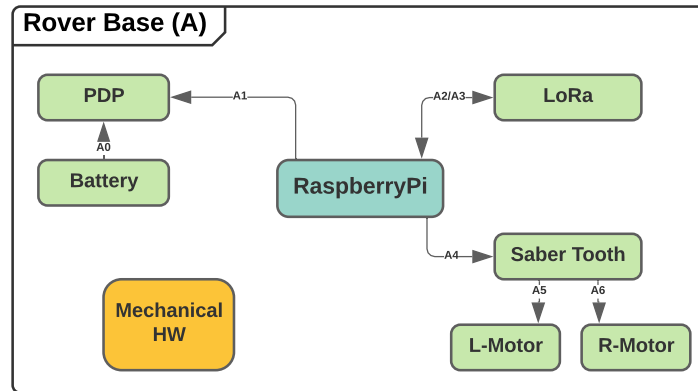 Rover Base (A)
PDP
A1
A2/A3
LoRa
A0
Battery
RaspberryPi
A4
Saber Tooth
A5
A6
Mechanical
HW
L-Motor
R-Motor